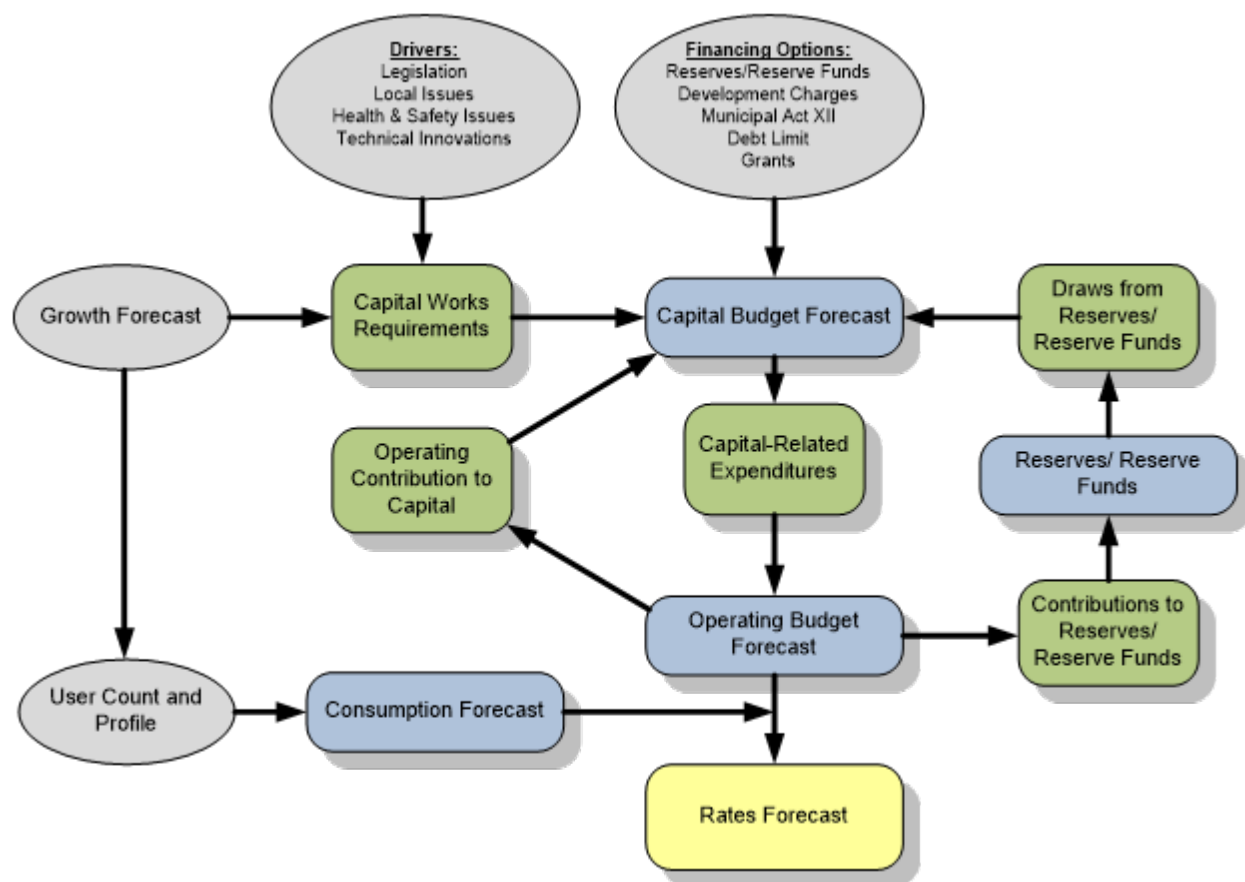 Drivers:
Legislation
Local Issues
Health & Safety Issues
Technical Innovations
Financing Options:
Reserves/Reserve Funds
Development Charges
Municipal Act XII
Debt Limit
Grants
Growth Forecast
Capital Works
Requirements
Capital Budget Forecast
Draws from
Reserves/
Reserve Funds
Operating
Contribution to
Capital
Capital-Related
Expenditures
Reserves/ Reserve
Funds
Operating Budget
Forecast
Contributions to
Reserves/
Reserve Funds
User Count and
Profile
Consumption Forecast
Rates Forecast